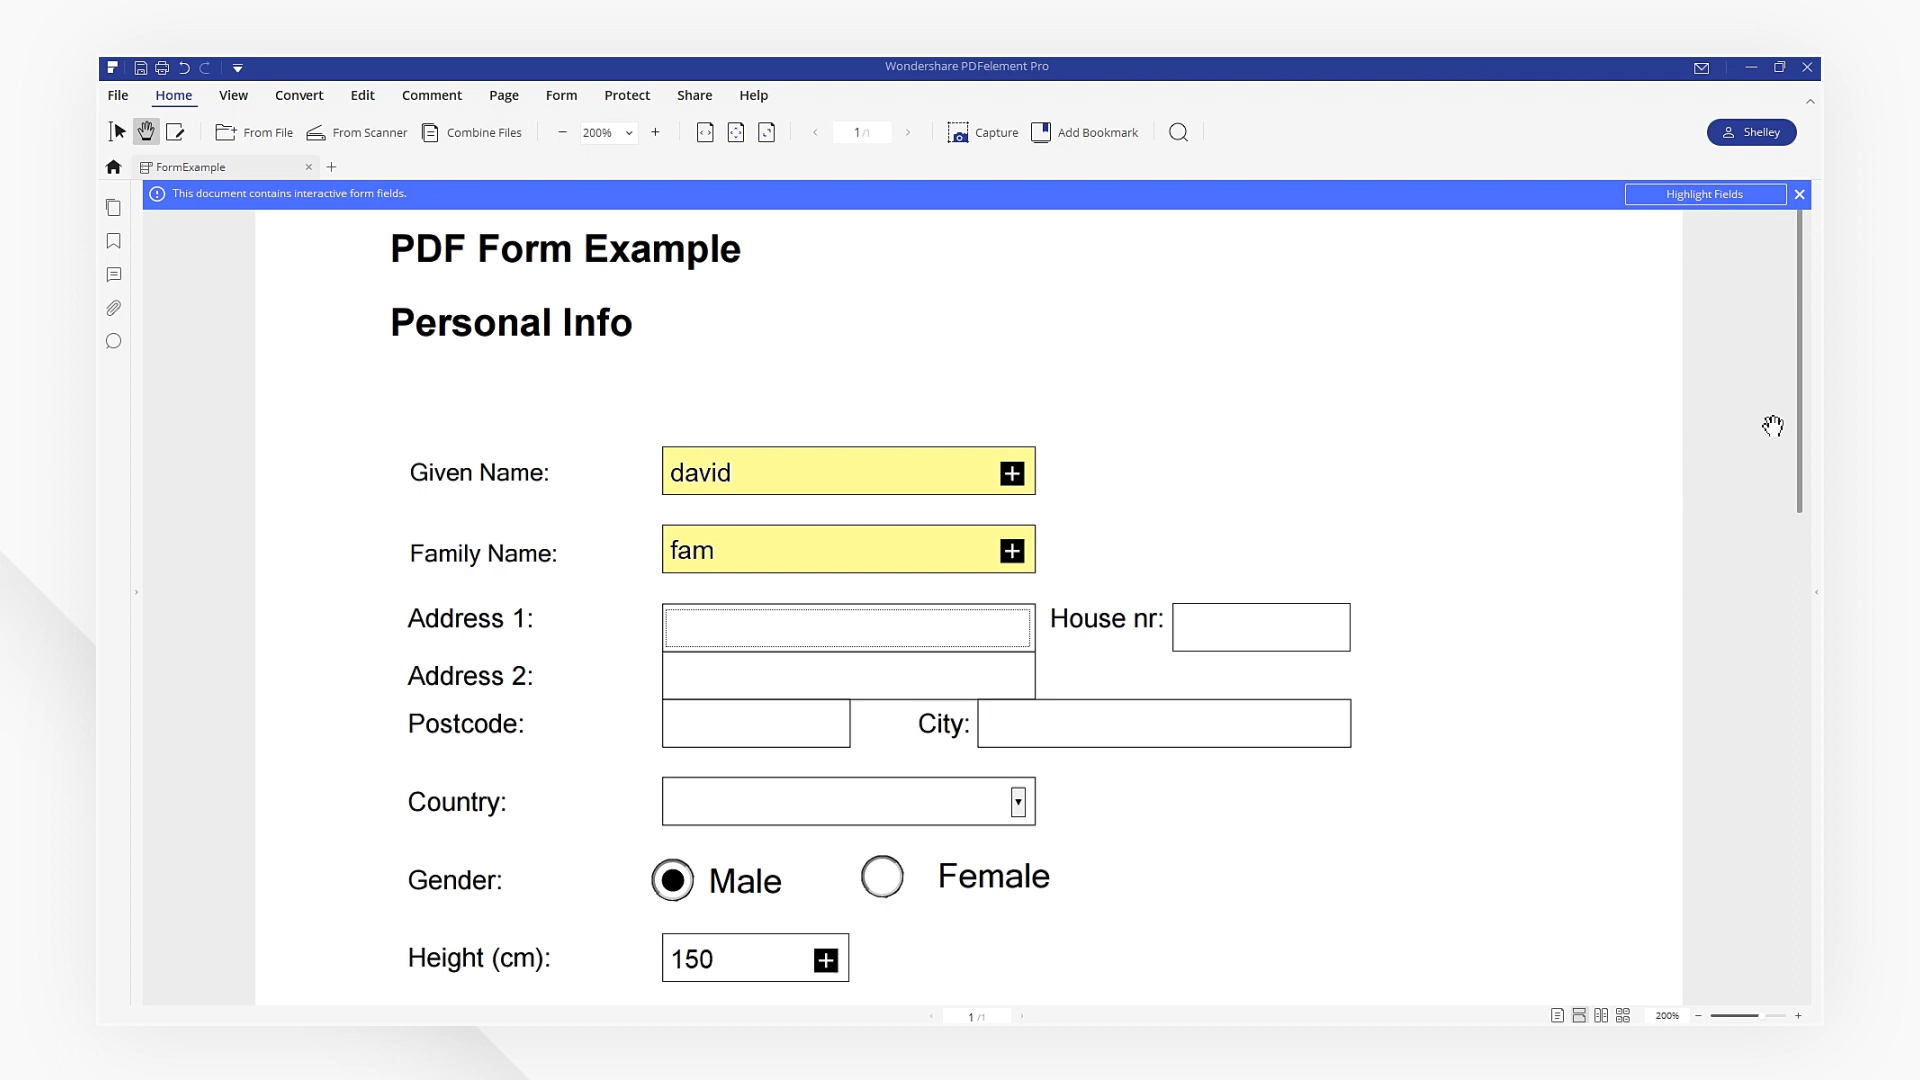 Wondershare PDFelement Pro
File Home View Convert Edit Comment Page Form Protect Share Help
From File From Scanner Combine Files 200% 1/1 Capture Add Bookmark Shelley
FormExample
This document contains interactive form fields. Highlight Fields
PDF Form Example
Personal Info
Given Name: david
Family Name: fam
Address 1: House nr:
Address 2:
Postcode: City:
Country:
Gender: Male Female
Height (cm): 150
1/1 200%